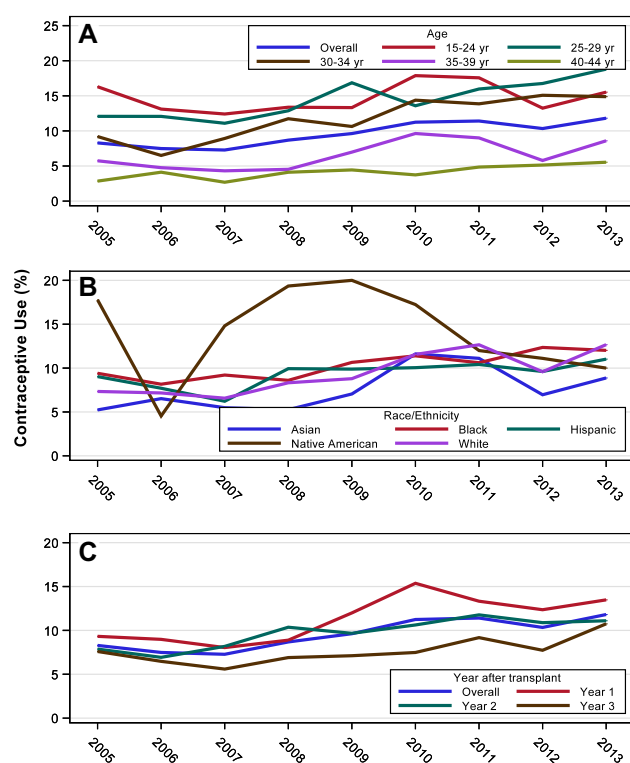 Contraceptive Use (%)
A
Age
Overall 15-24 yr 25-29 yr
30-34 yr 35-39 yr 40-44 yr
25
20
15
10
5
0
2005 2006 2007 2008 2009 2010 2011 2012 2013
B
20
15
10
5
0
Race/Ethnicity
Asian Black Hispanic
Native American White
2005 2006 2007 2008 2009 2010 2011 2012 2013
C
20
15
10
5
0
Year after transplant
Overall Year 1
Year 2 Year 3
2005 2006 2007 2008 2009 2010 2011 2012 2013